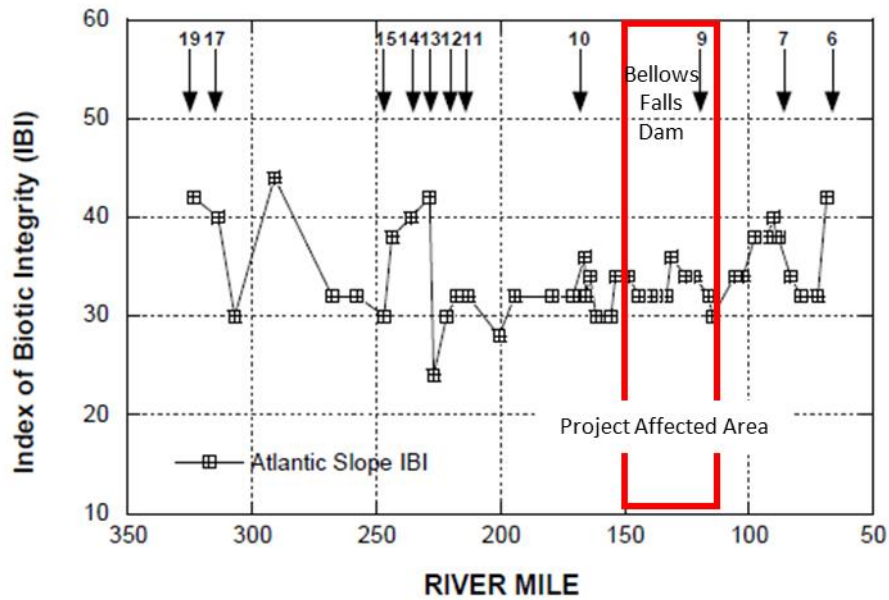 Index of Biotic Integrity (IBI)
60
50
40
30
20
10
19 17 15 14 13 12 11 10 9 7 6
Bellows
Falls
Dam
Project Affected Area
Atlantic Slope IBI
350 300 250 200 150 100 50
RIVER MILE